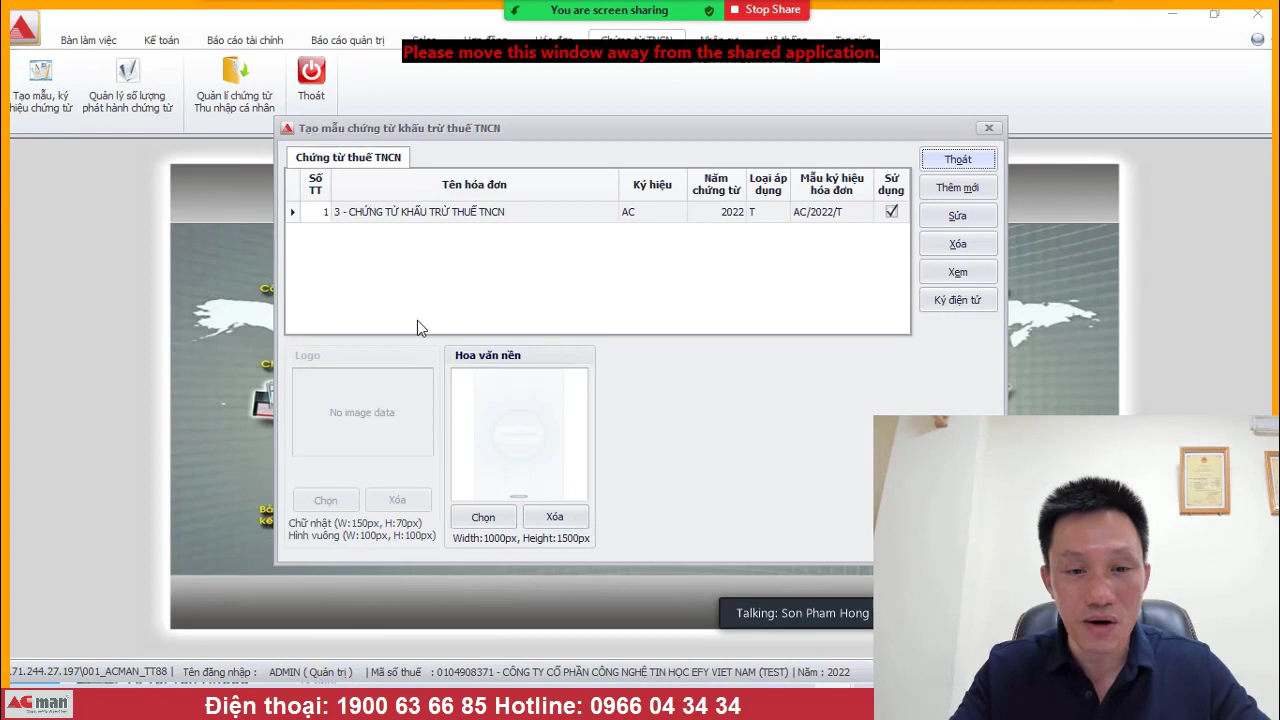 You are screen sharing
Stop Share
Bàn làm việc
Kế toán
Báo cáo tài chính
Báo cáo quản trị
Please move this window away from the shared application.
Quản lý số lượng
phát hành chứng từ
Quản lí chứng từ
Thu nhập cá nhân
Thoát
Tạo mẫu, ký
hiệu chứng từ
Tạo mẫu chứng từ khấu trừ thuế TNCN
Chứng từ thuế TNCN
Số TT
Tên hóa đơn
Ký hiệu
Năm chứng từ
Loại áp dụng
Mẫu ký hiệu hóa đơn
Sử dụng
1 3 - CHỨNG TỪ KHẤU TRỪ THUẾ TNCN AC 2022 T AC/2022/T
Thoát
Thêm mới
Sửa
Xóa
Xem
Ký điện tử
Logo
No image data
Chọn
Xóa
Chữ nhật (W:150px, H:70px)
Hình vuông (W:100px, H:100px)
Hoa văn nền
Chọn
Xóa
Width:1000px, Height:1500px
Talking: Son Pham Hong
71.244.27.197\001_ACMAN_TT88 | Tên đăng nhập : ADMIN ( Quản trị ) | Mã số thuế : 0104908371 - CÔNG TY CỔ PHẦN CÔNG NGHỆ TIN HỌC EFY VIET NAM (TEST) | Năm : 2022
ACman
Điện thoại: 1900 63 66 85 Hotline: 0966 04 34 34